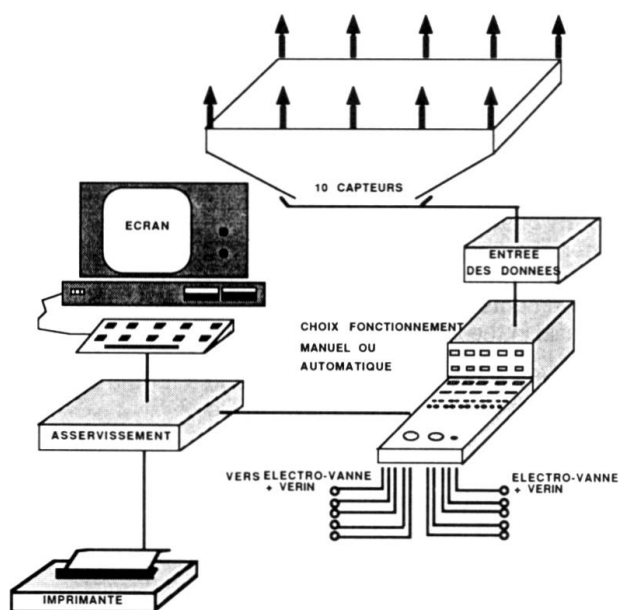 10 CAPTEURS
ECRAN
ENTREE
DES DONNÉES
CHOIX FONCTIONNEMENT
MANUEL OU
AUTOMATIQUE
ASSERVISSEMENT
VERS ELECTRO-VANNE
+ VERIN
ELECTRO-VANNE
+ VERIN
IMPRIMANTE